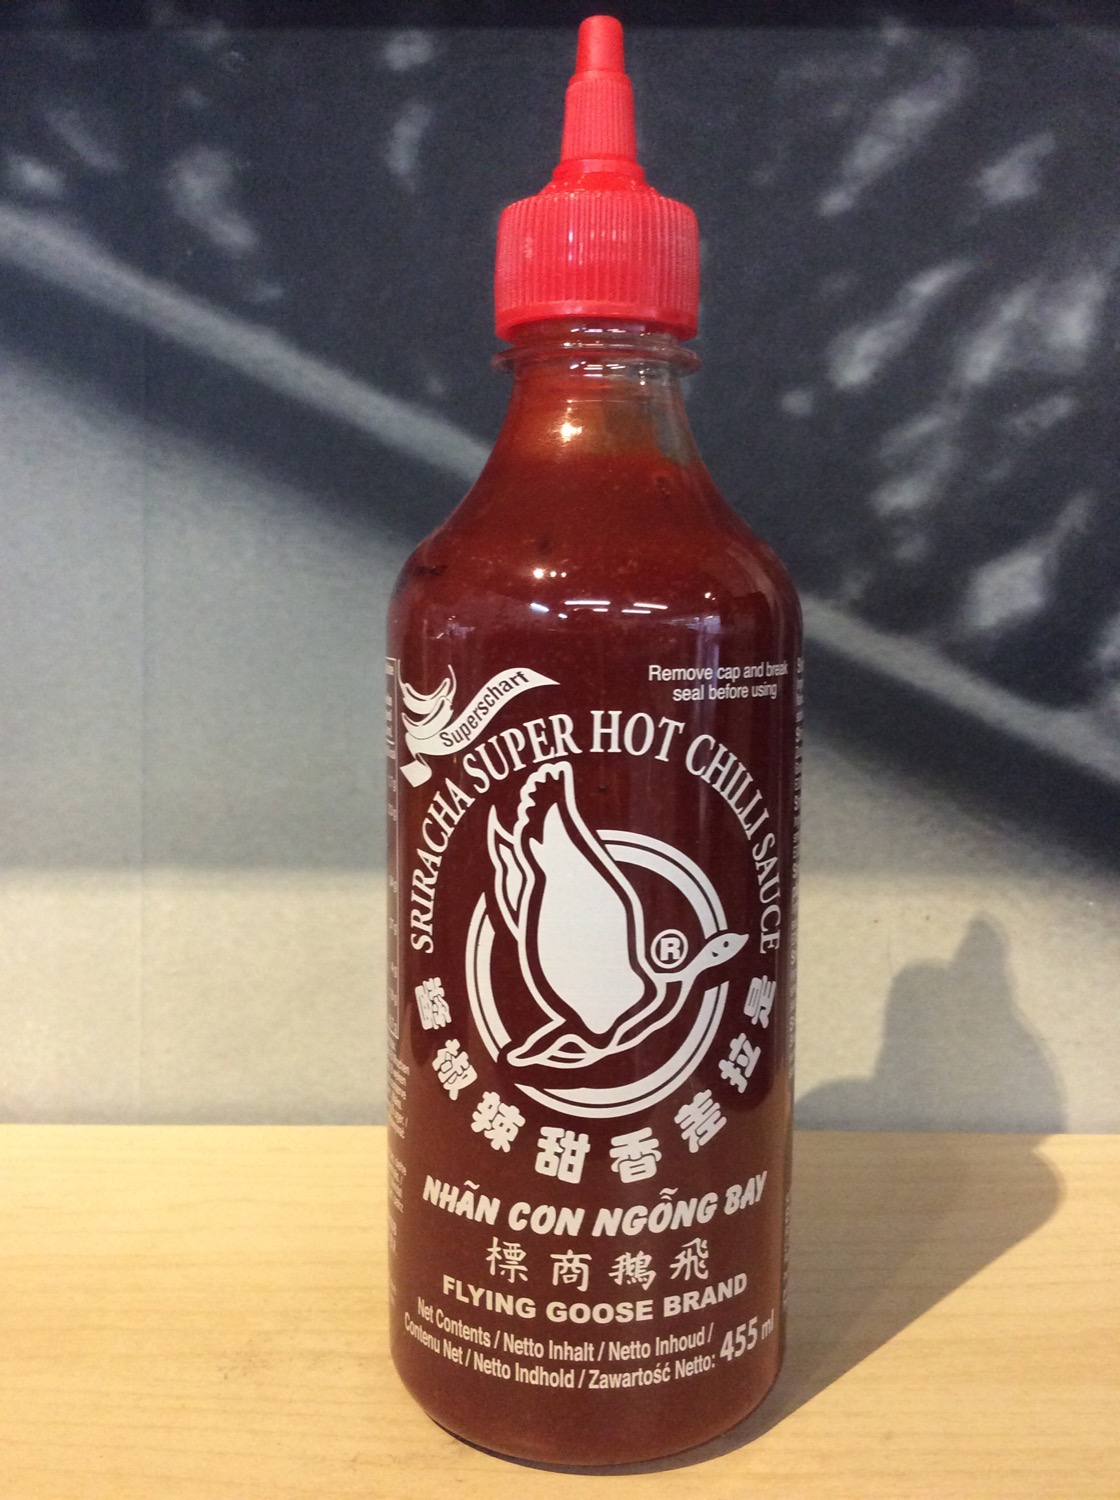 Remove cap and break
seal before using
Superscharf
SRIRACHA SUPER HOT CHILLI SAUCE
®
是拉差香甜辣椒醬
NHÃN CON NGỖNG BAY
飛鵝商標
FLYING GOOSE BRAND
Net Contents / Netto Inhalt / Netto Inhoud /
Contenu Net / Netto Indhold / Zawartość Netto: 455 ml